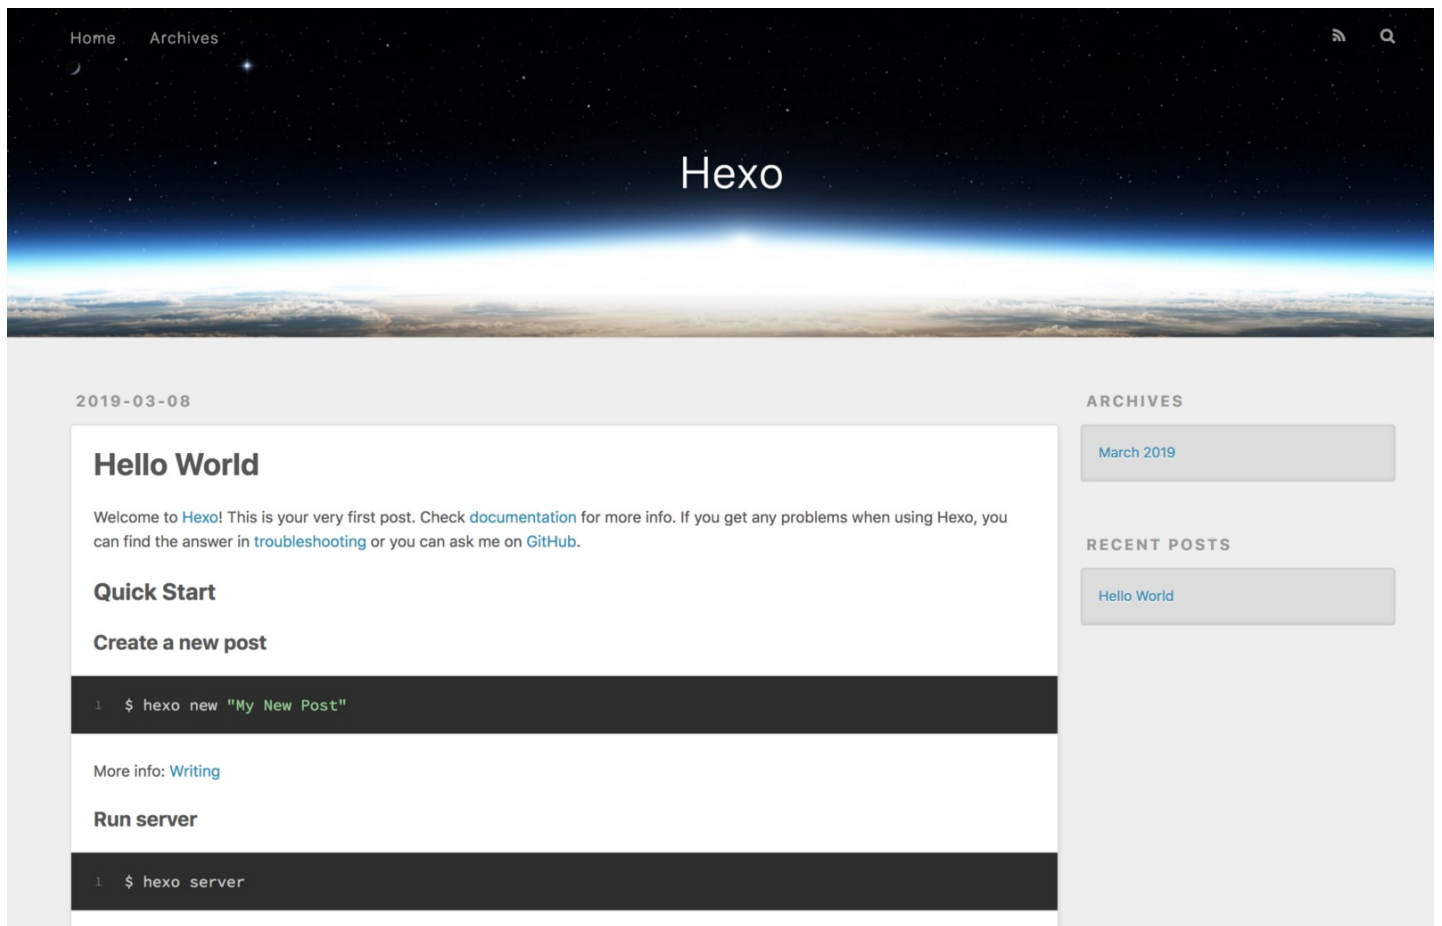 Home Archives
Hexo
2019-03-08
Hello World
Welcome to Hexo! This is your very first post. Check documentation for more info. If you get any problems when using Hexo, you
can find the answer in troubleshooting or you can ask me on GitHub.
Quick Start
Create a new post
1 $ hexo new "My New Post"
More info: Writing
Run server
1 $ hexo server
ARCHIVES
March 2019
RECENT POSTS
Hello World